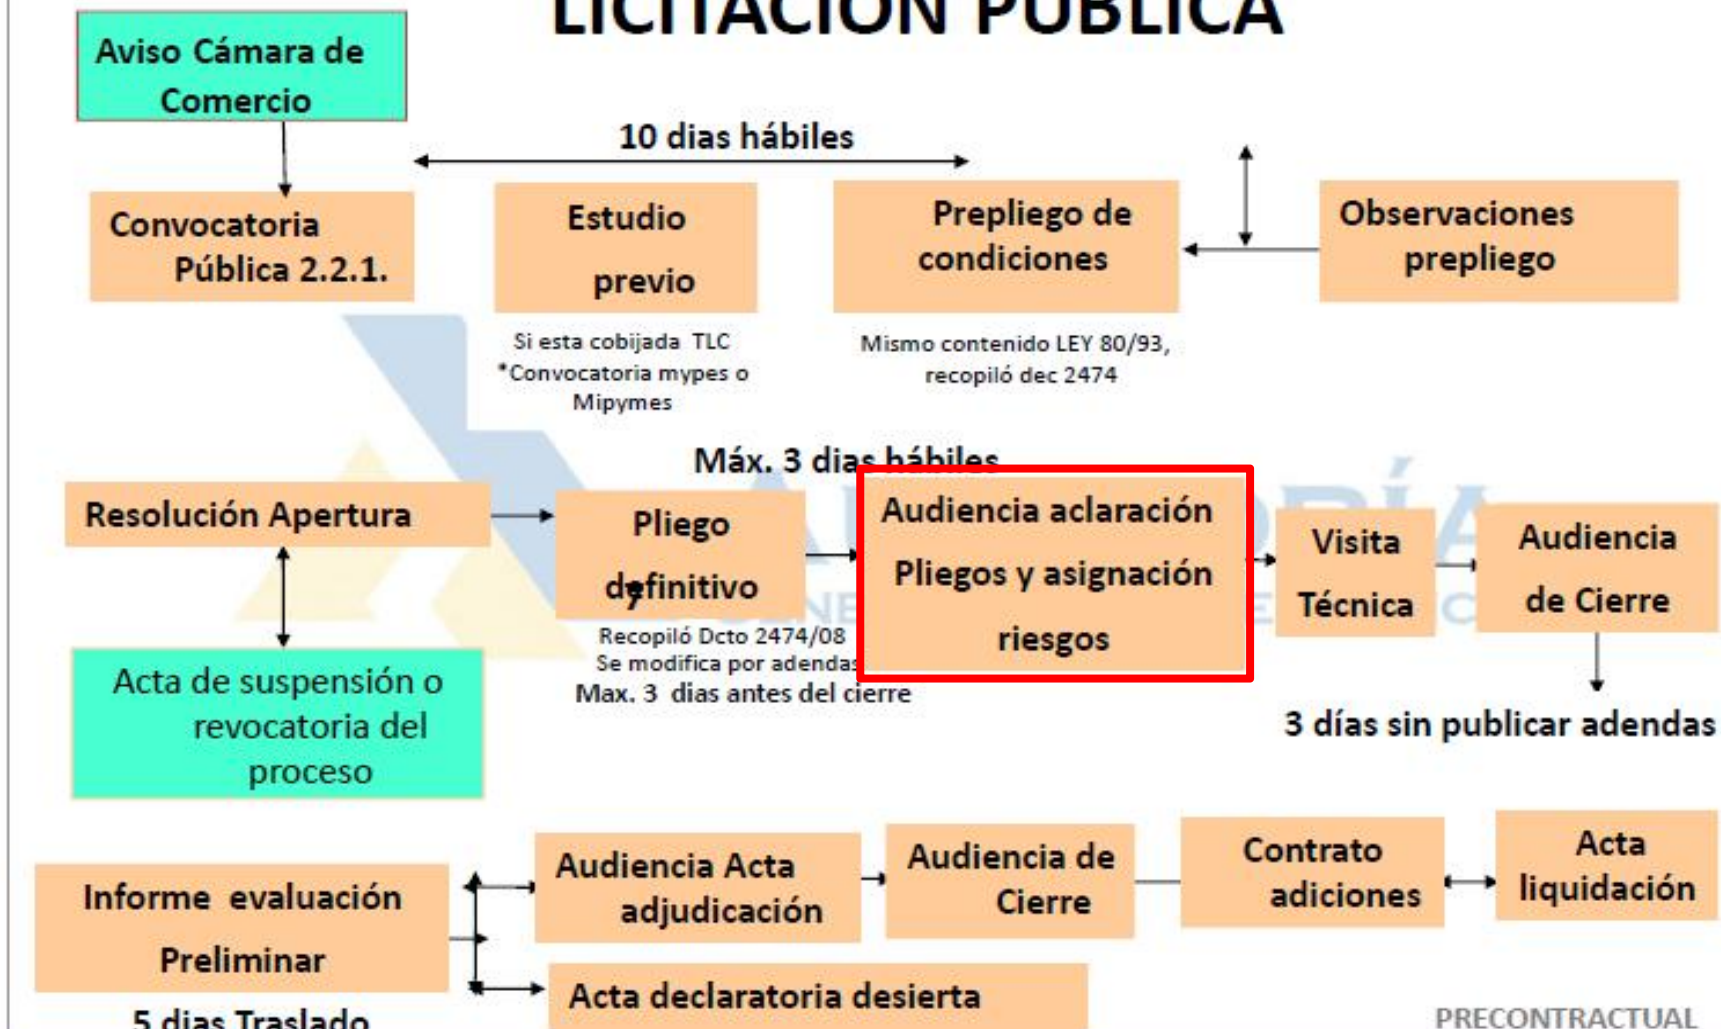 LICITACIÓN PÚBLICA
Aviso Cámara de
Comercio
10 dias hábiles
Convocatoria
Pública 2.2.1.
Estudio
previo
Prepliego de
condiciones
Observaciones
prepliego
Si esta cobijada TLC
*Convocatoria mypes o
Mipymes
Mismo contenido LEY 80/93,
recopiló dec 2474
Máx. 3 dias hábiles
Resolución Apertura
Pliego
definitivo
Audiencia aclaración
Pliegos y asignación
riesgos
Visita
Técnica
Audiencia
de Cierre
Recopiló Dcto 2474/08
Se modifica por adendas
Max. 3 dias antes del cierre
Acta de suspensión o
revocatoria del
proceso
3 días sin publicar adendas
Informe evaluación
Preliminar
5 dias Traslado
Audiencia Acta
adjudicación
Audiencia de
Cierre
Contrato
adiciones
Acta
liquidación
Acta declaratoria desierta
PRECONTRACTUAL